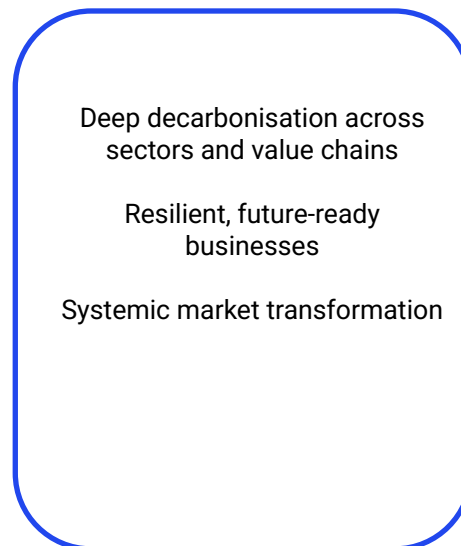 Deep decarbonisation across
sectors and value chains
Resilient, future-ready
businesses
Systemic market transformation